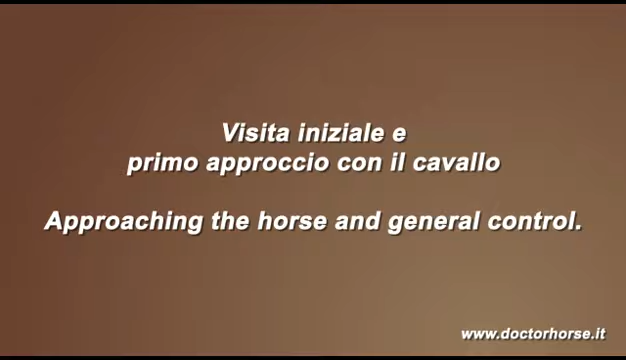 Visita iniziale e
primo approccio con il cavallo
Approaching the horse and general control.
www.doctorhorse.it